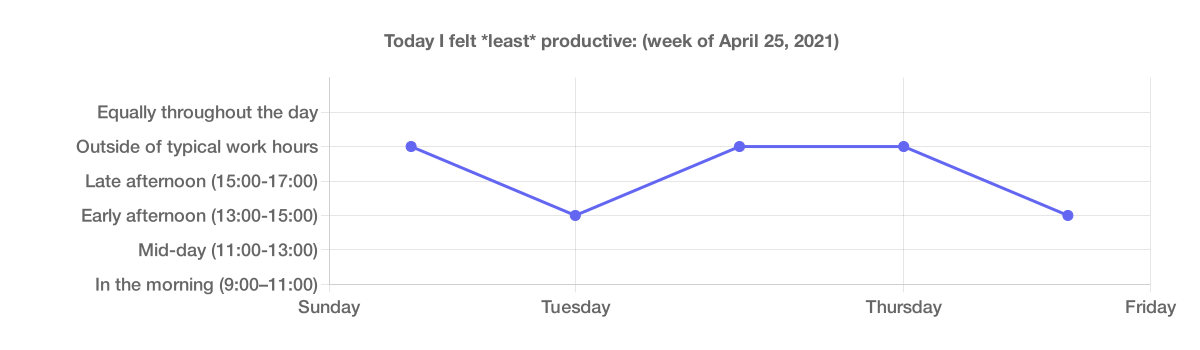 Today I felt *least* productive: (week of April 25, 2021)
Equally throughout the day
Outside of typical work hours
Late afternoon (15:00-17:00)
Early afternoon (13:00-15:00)
Mid-day (11:00-13:00)
In the morning (9:00–11:00)
Sunday Tuesday Thursday Friday